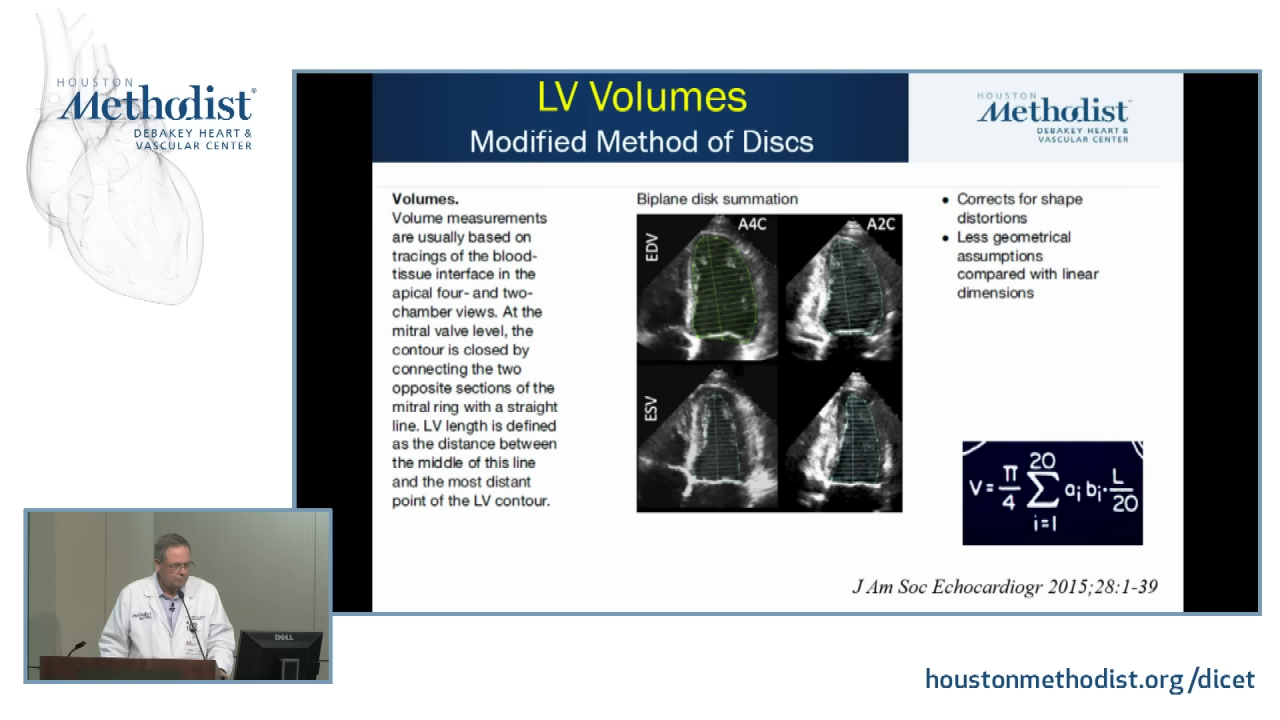 HOUSTON
Methodist®
DEBAKEY HEART &
VASCULAR CENTER
LV Volumes
Modified Method of Discs
HOUSTON
Methodist
DEBAKEY HEART &
VASCULAR CENTER
Volumes.
Volume measurements
are usually based on
tracings of the blood-
tissue interface in the
apical four- and two-
chamber views. At the
mitral valve level, the
contour is closed by
connecting the two
opposite sections of the
mitral ring with a straight
line. LV length is defined
as the distance between
the middle of this line
and the most distant
point of the LV contour.
Biplane disk summation
A4C
A2C
EDV
ESV
• Corrects for shape
distortions
• Less geometrical
assumptions
compared with linear
dimensions
V = π/4 20 Σ i=1 aᵢ bᵢ · L/20
J Am Soc Echocardiogr 2015;28:1-39
DELL
houstonmethodist.org/dicet